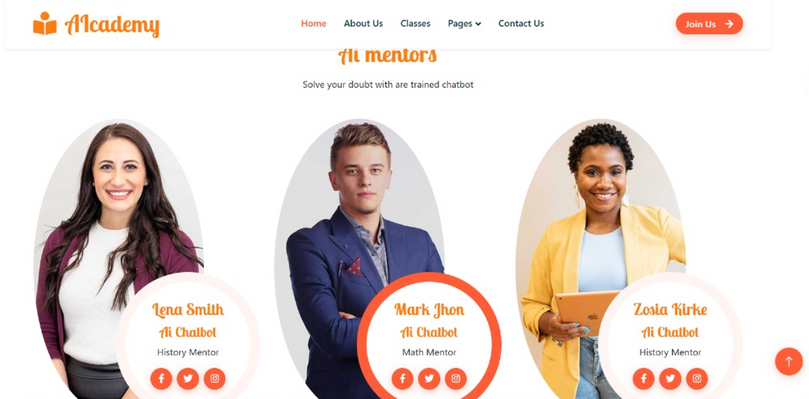 AIcademy
Home About Us Classes Pages Contact Us
Join Us
Ai mentors
Solve your doubt with are trained chatbot
Lena Smith
Ai Chatbot
History Mentor
Mark Jhon
Ai Chatbot
Math Mentor
Zosia Kirke
Ai Chatbot
History Mentor